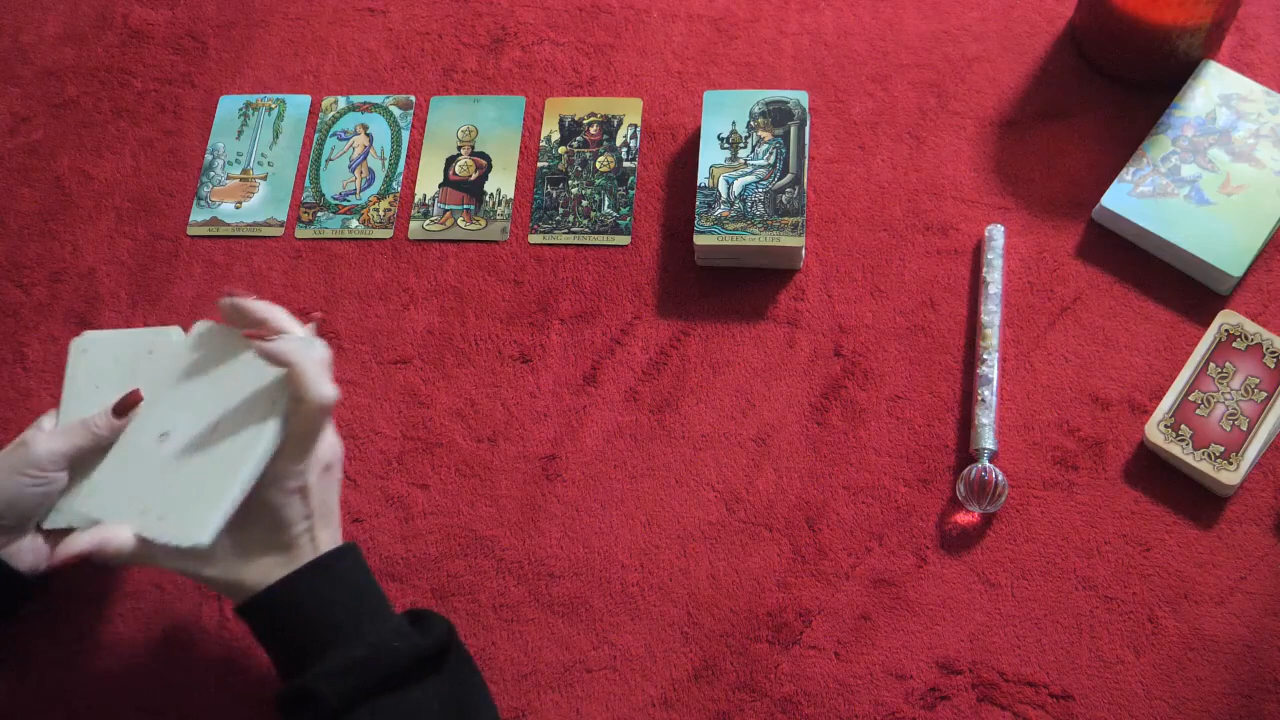 ACE OF SWORDS
XXI · THE WORLD
IV
KING OF PENTACLES
QUEEN OF CUPS